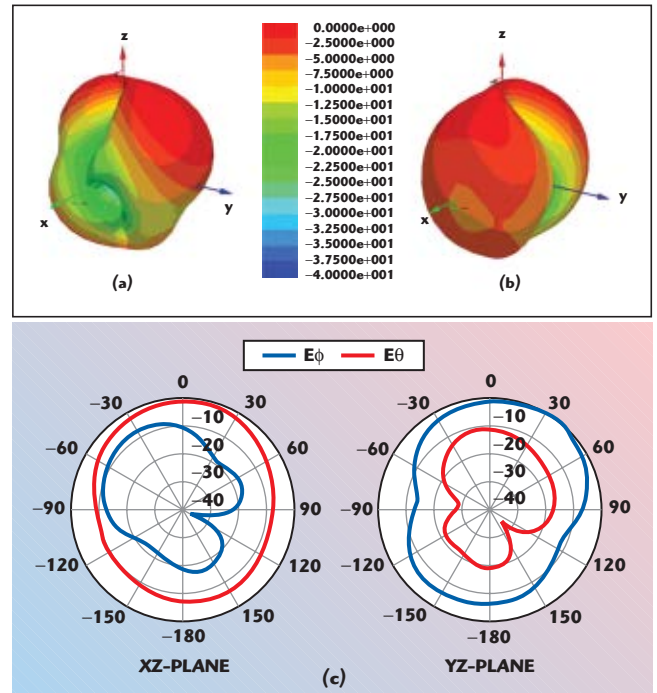 z
y
x
(a)
0.0000e+000
−2.5000e+000
−5.0000e+000
−7.5000e+000
−1.0000e+001
−1.2500e+001
−1.5000e+001
−1.7500e+001
−2.0000e+001
−2.2500e+001
−2.5000e+001
−2.7500e+001
−3.0000e+001
−3.2500e+001
−3.5000e+001
−3.7500e+001
−4.0000e+001
z
y
x
(b)
Eϕ Eθ
0
−30 30
−10
−60 −20 60
−30
−40
−90 90
−120 120
−150 150
−180
XZ-PLANE
0
−30 30
−10
−60 −20 60
−30
−40
−90 90
−120 120
−150 150
−180
YZ-PLANE
(c)